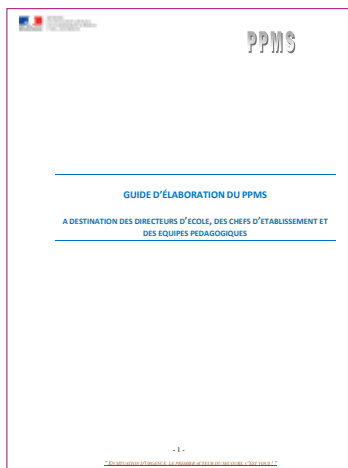 PPMS
GUIDE D'ÉLABORATION DU PPMS
A DESTINATION DES DIRECTEURS D'ECOLE, DES CHEFS D'ETABLISSEMENT ET
DES EQUIPES PEDAGOGIQUES
- 1 -
" EN SITUATION D'URGENCE, LE PREMIER ACTEUR DU SECOURS, C'EST VOUS ! "